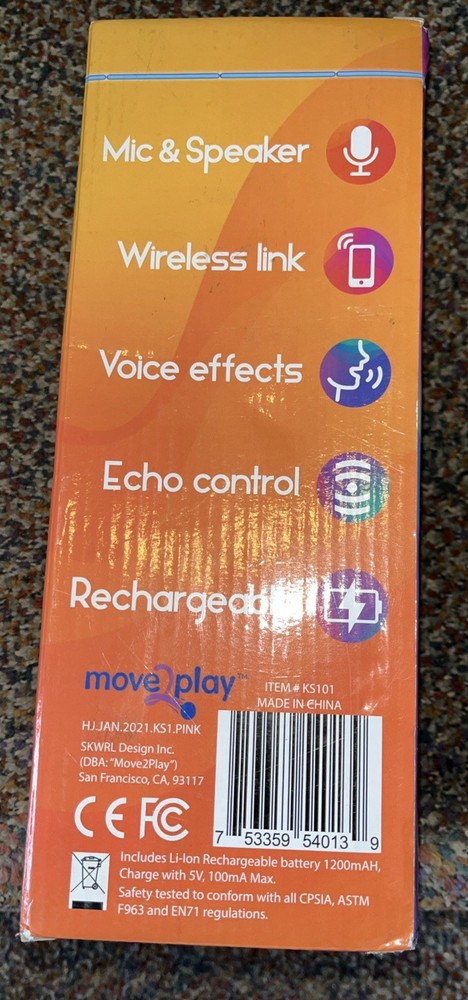 Mic & Speaker
Wireless link
Voice effects
Echo control
Rechargeable
move2play™
ITEM # KS101
MADE IN CHINA
HJ.JAN.2021.KS1.PINK
SKWRL Design Inc.
(DBA: “Move2Play”)
San Francisco, CA, 93117
CE FC
7 53359 54013 9
Includes Li-Ion Rechargeable battery 1200mAH,
Charge with 5V, 100mA Max.
Safety tested to conform with all CPSIA, ASTM
F963 and EN71 regulations.